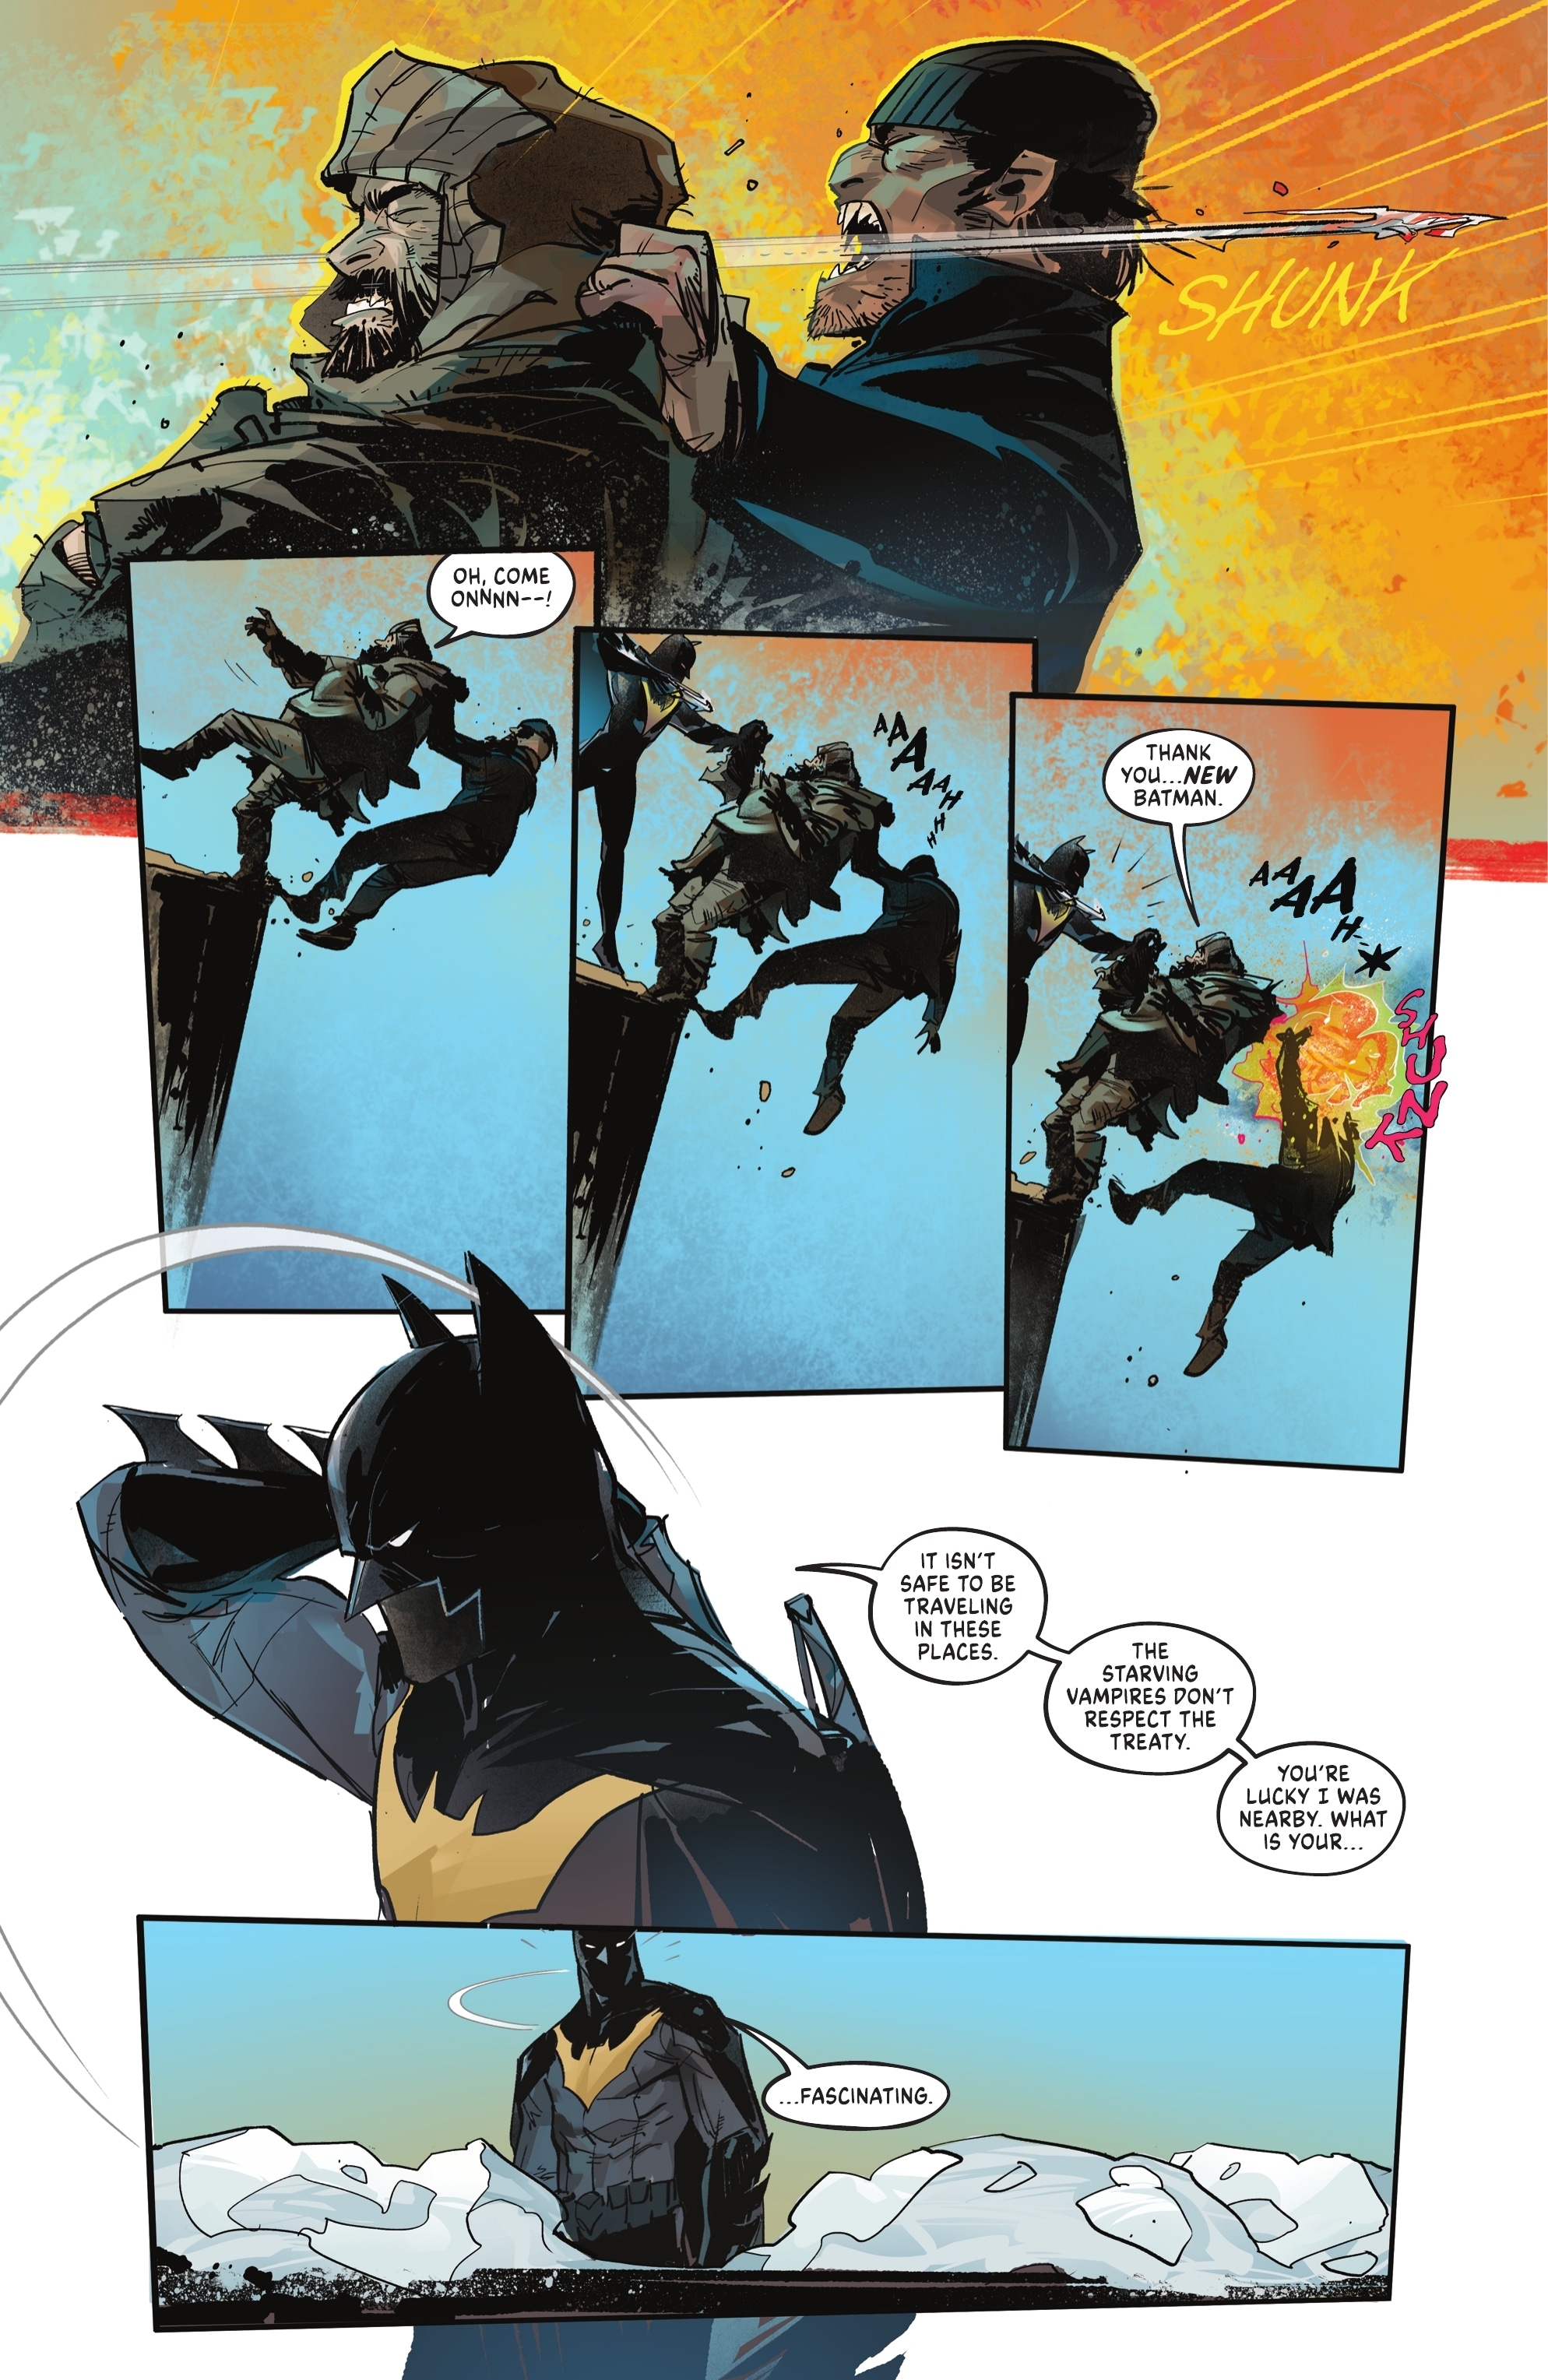 SHUNK
OH, COME
ONNNN--!
AAAAAHHH
THANK
YOU...NEW
BATMAN.
AAAAH-*
SHUNK
IT ISN'T
SAFE TO BE
TRAVELING
IN THESE
PLACES.
THE
STARVING
VAMPIRES DON'T
RESPECT THE
TREATY.
YOU'RE
LUCKY I WAS
NEARBY. WHAT
IS YOUR...
...FASCINATING.